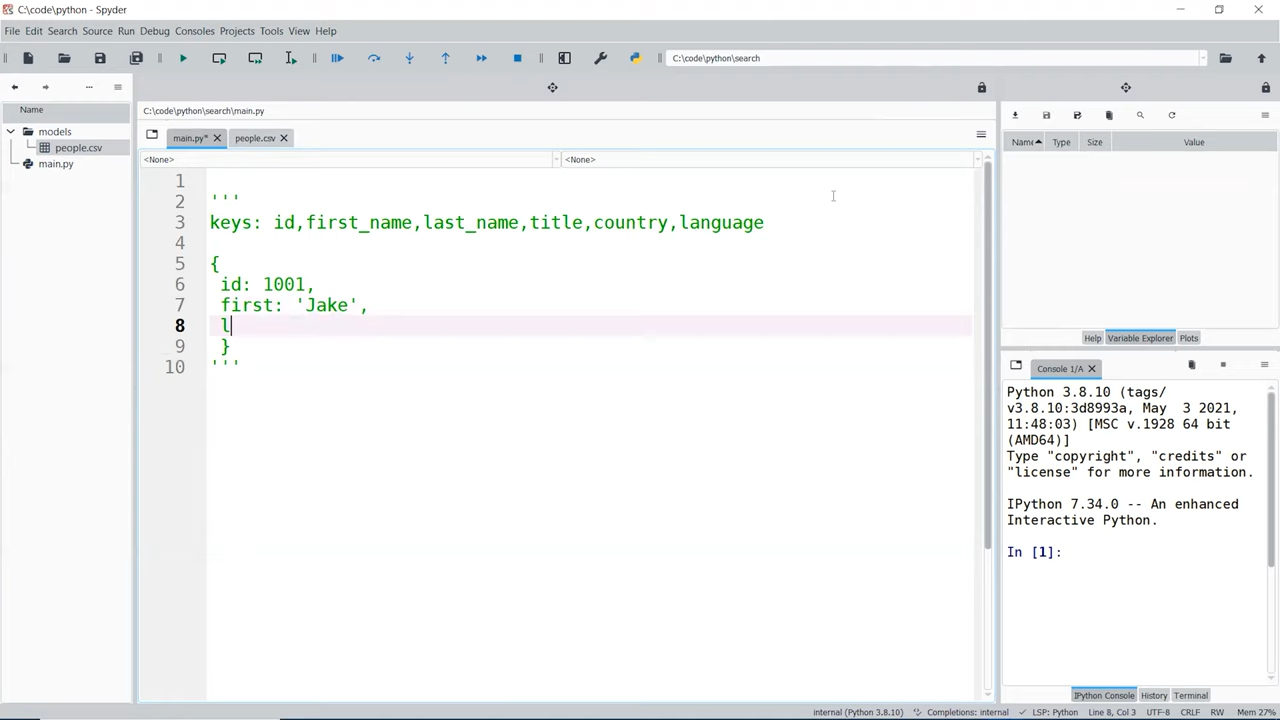 C:\code\python - Spyder
File Edit Search Source Run Debug Consoles Projects Tools View Help
C:\code\python\search
C:\code\python\search\main.py
Name
models
people.csv
main.py
main.py*
people.csv
<None>
<None>
1
2 '''
3 keys: id,first_name,last_name,title,country,language
4
5 {
6 id: 1001,
7 first: 'Jake',
8 l
9 }
10 '''
Name Type Size Value
Help Variable Explorer Plots
Console 1/A
Python 3.8.10 (tags/
v3.8.10:3d8993a, May 3 2021,
11:48:03) [MSC v.1928 64 bit
(AMD64)]
Type "copyright", "credits" or
"license" for more information.
IPython 7.34.0 -- An enhanced
Interactive Python.
In [1]:
IPython Console History Terminal
internal (Python 3.8.10) Completions: internal LSP: Python Line 8, Col 3 UTF-8 CRLF RW Mem 27%